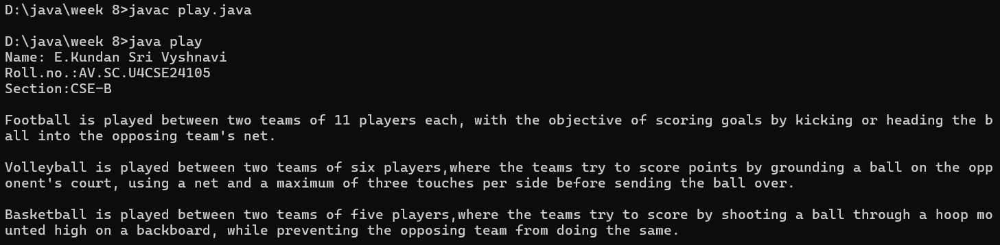 D:\java\week 8>javac play.java
D:\java\week 8>java play
Name: E.Kundan Sri Vyshnavi
Roll.no.:AV.SC.U4CSE24105
Section:CSE-B
Football is played between two teams of 11 players each, with the objective of scoring goals by kicking or heading the b
all into the opposing team's net.
Volleyball is played between two teams of six players,where the teams try to score points by grounding a ball on the opp
onent's court, using a net and a maximum of three touches per side before sending the ball over.
Basketball is played between two teams of five players,where the teams try to score by shooting a ball through a hoop mo
unted high on a backboard, while preventing the opposing team from doing the same.